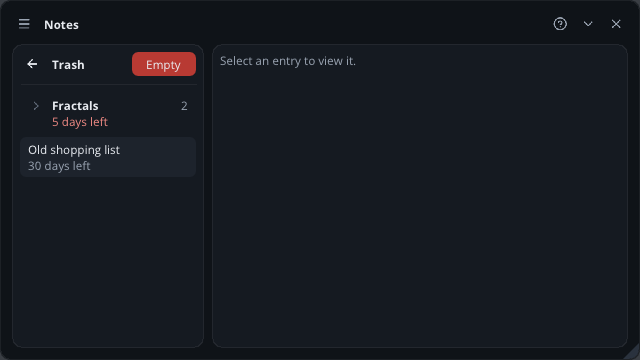 Notes
Trash
Empty
Fractals 2
5 days left
Old shopping list
30 days left
Select an entry to view it.